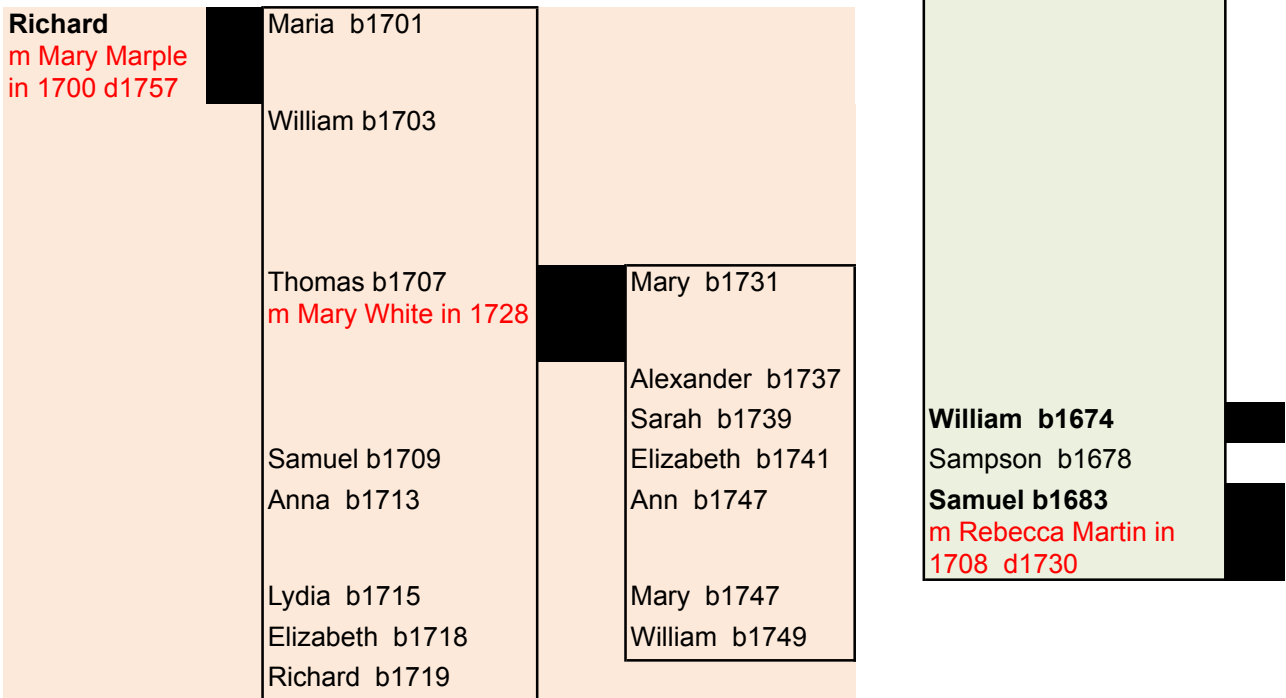 Richard
m Mary Marple
in 1700 d1757
Maria b1701
William b1703
Thomas b1707
m Mary White in 1728
Samuel b1709
Anna b1713
Lydia b1715
Elizabeth b1718
Richard b1719
Mary b1731
Alexander b1737
Sarah b1739
Elizabeth b1741
Ann b1747
Mary b1747
William b1749
William b1674
Sampson b1678
Samuel b1683
m Rebecca Martin in
1708 d1730